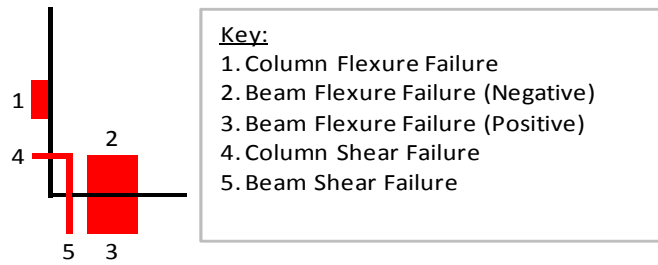 Key:
1. Column Flexure Failure
2. Beam Flexure Failure (Negative)
3. Beam Flexure Failure (Positive)
4. Column Shear Failure
5. Beam Shear Failure
1
2
4
5
3